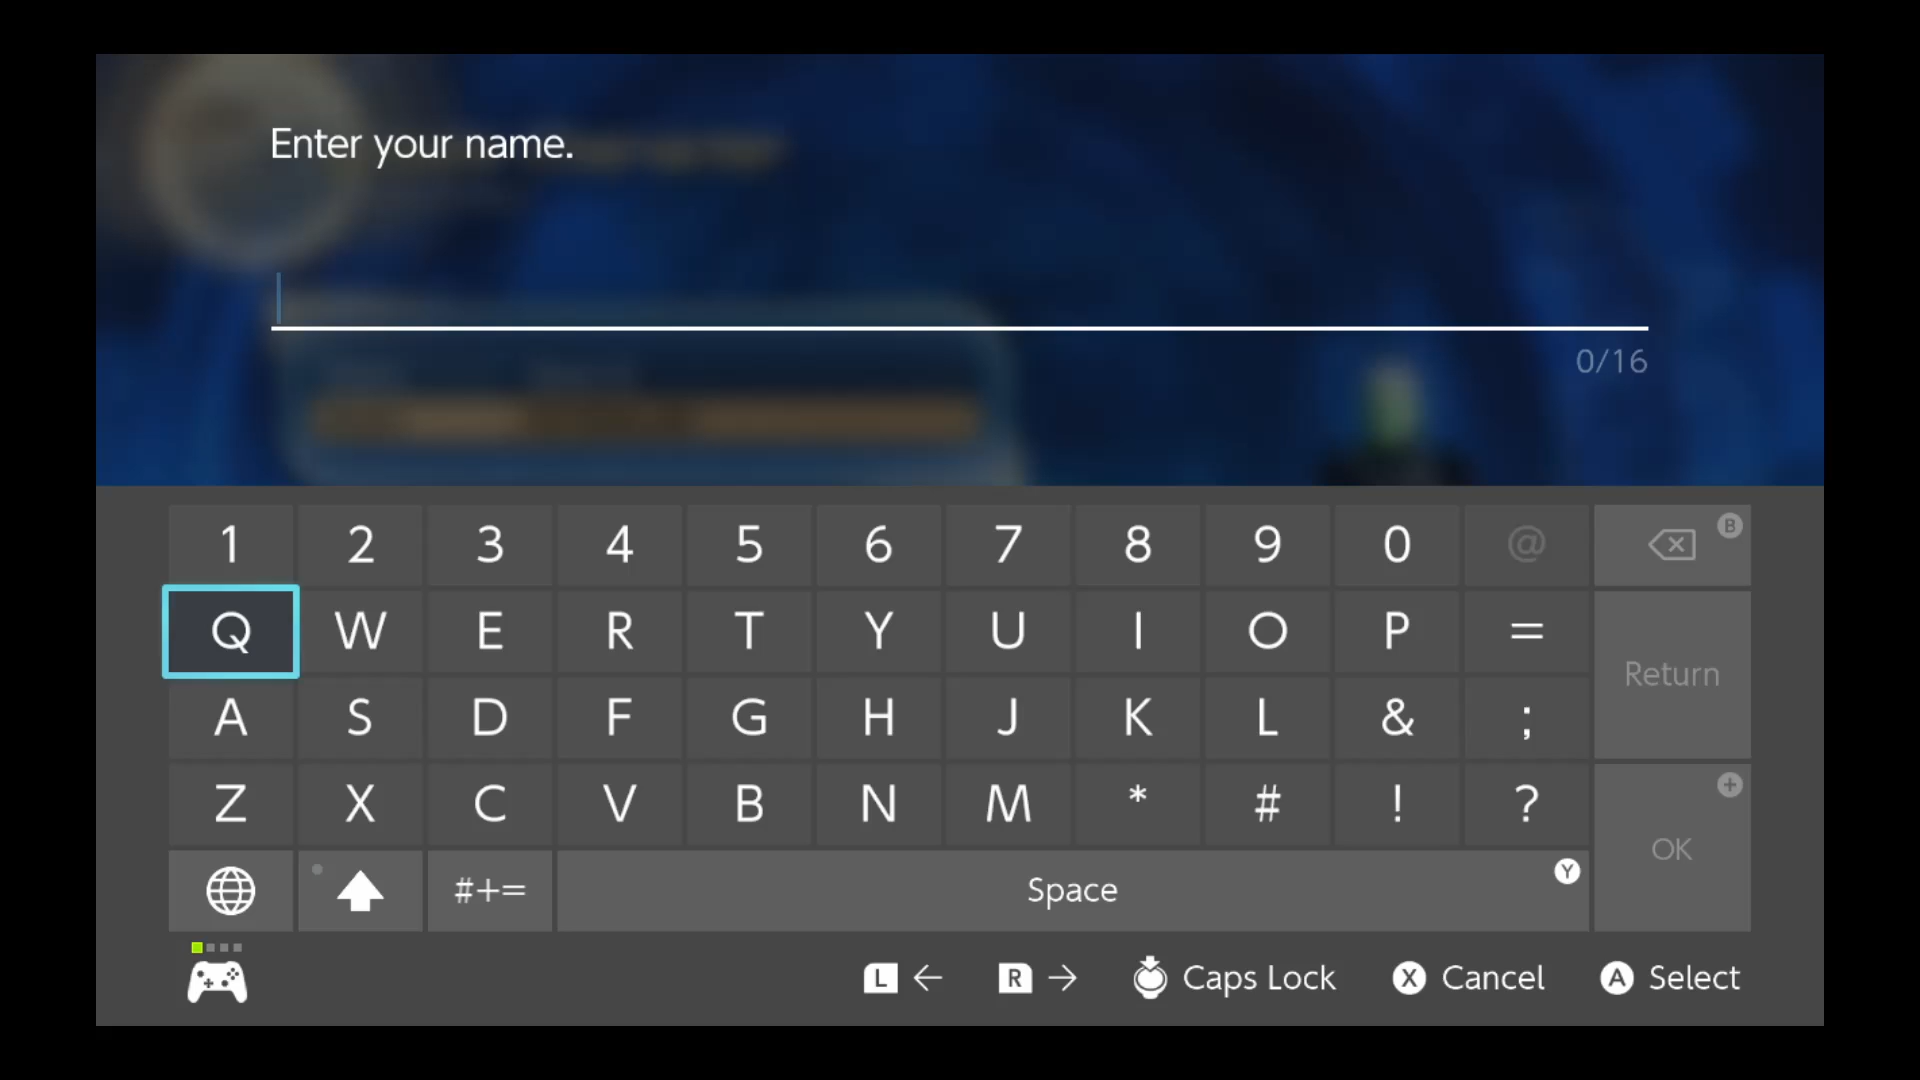 Enter your name.
0/16
1 2 3 4 5 6 7 8 9 0 @ B
Q W E R T Y U I O P =
Return
A S D F G H J K L & ;
Z X C V B N M * # ! ? +
OK
#+= Space Y
L ← R → Caps Lock X Cancel A Select